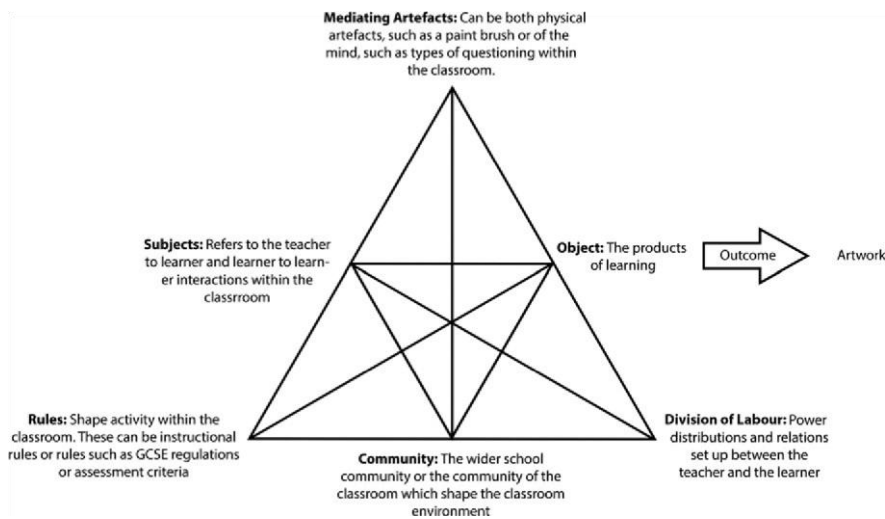 Mediating Artefacts: Can be both physical
artefacts, such as a paint brush or of the
mind, such as types of questioning within
the classroom.
Subjects: Refers to the teacher
to learner and learner to learn-
er interactions within the
classrroom
Object: The products
of learning
Outcome
Artwork
Rules: Shape activity within the
classroom. These can be instructional
rules or rules such as GCSE regulations
or assessment criteria
Community: The wider school
community or the community of the
classroom which shape the classroom
environment
Division of Labour: Power
distributions and relations
set up between the
teacher and the learner